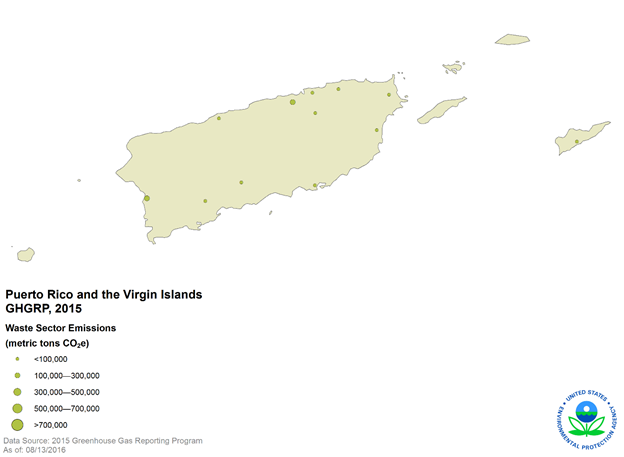 Puerto Rico and the Virgin Islands
GHGRP, 2015
Waste Sector Emissions
(metric tons CO₂e)
<100,000
100,000—300,000
300,000—500,000
500,000—700,000
>700,000
Data Source: 2015 Greenhouse Gas Reporting Program
As of: 08/13/2016
UNITED STATES
ENVIRONMENTAL PROTECTION AGENCY